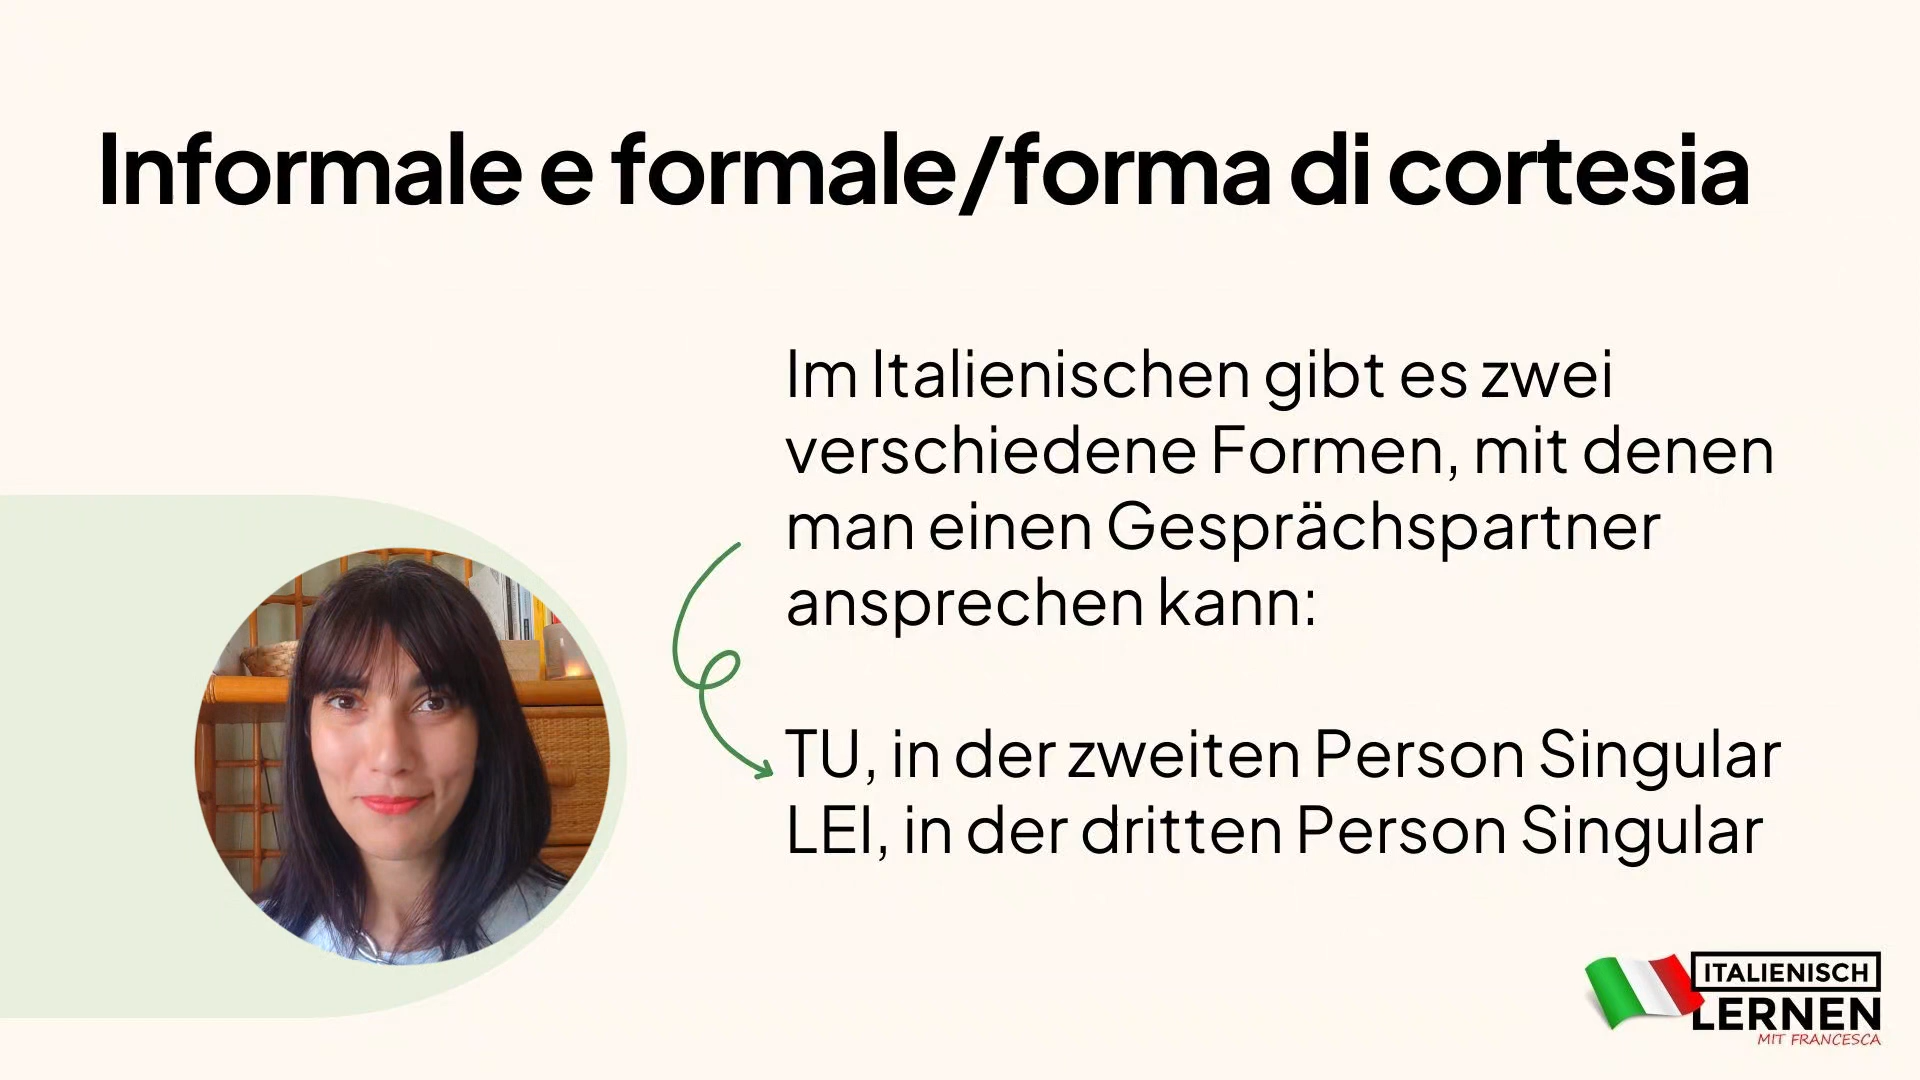 Informale e formale/forma di cortesia
Im Italienischen gibt es zwei
verschiedene Formen, mit denen
man einen Gesprächspartner
ansprechen kann:
TU, in der zweiten Person Singular
LEI, in der dritten Person Singular
ITALIENISCH
LERNEN
MIT FRANCESCA